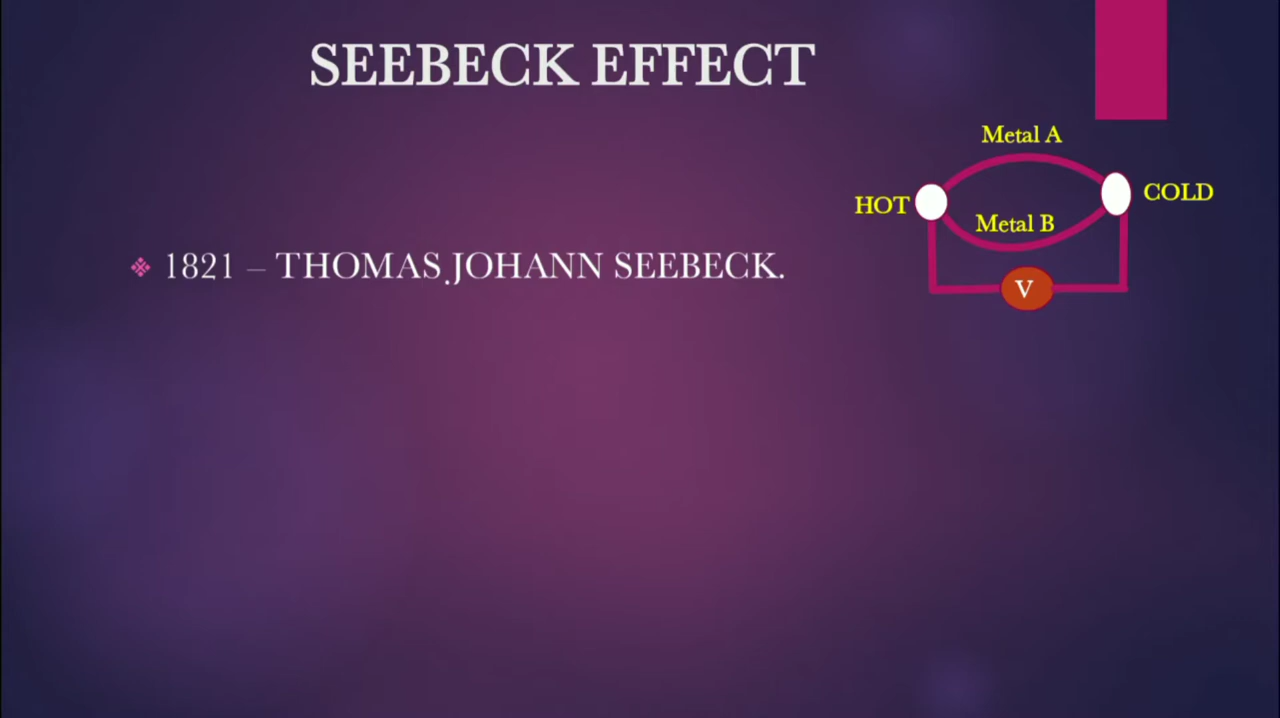 SEEBECK EFFECT
Metal A
HOT
COLD
Metal B
1821 – THOMAS JOHANN SEEBECK.
V